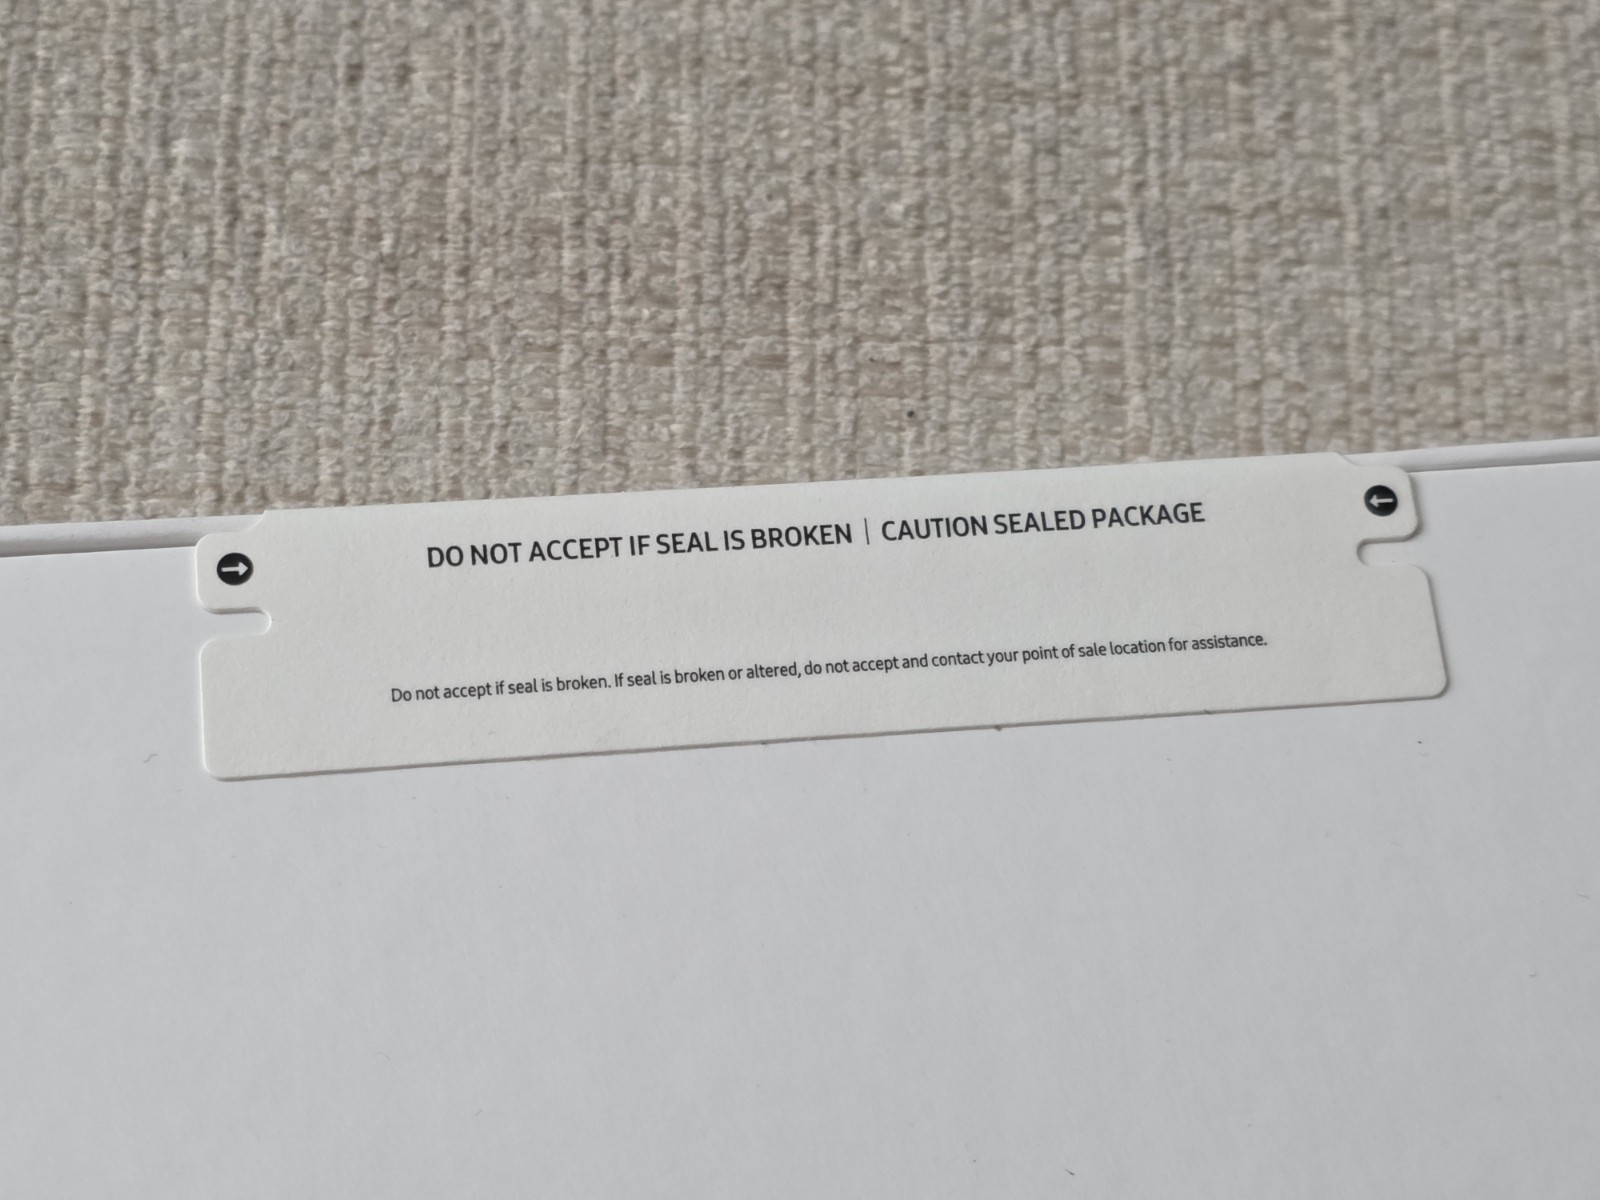 DO NOT ACCEPT IF SEAL IS BROKEN | CAUTION SEALED PACKAGE
Do not accept if seal is broken. If seal is broken or altered, do not accept and contact your point of sale location for assistance.